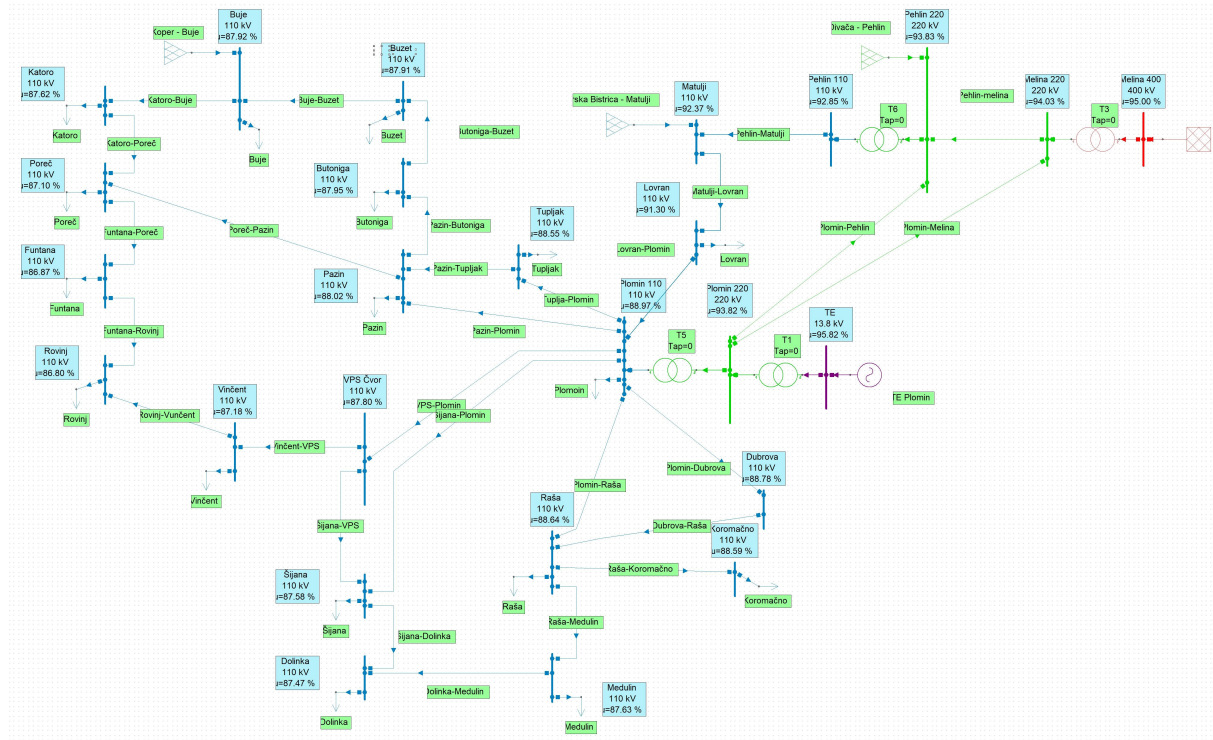 Buje
110 kV
u=87.92 %
Koper - Buje
Buzet
110 kV
u=87.91 %
Katoro
110 kV
u=87.62 %
Katoro-Buje
Buje-Buzet
Katoro
Katoro-Poreč
Buje
Buzet
Butoniga-Buzet
Poreč
110 kV
u=87.10 %
Butoniga
110 kV
u=87.95 %
Poreč
Funtana-Poreč
Poreč-Pazin
Butoniga
Pazin-Butoniga
Funtana
110 kV
u=86.87 %
Pazin
110 kV
u=88.02 %
Pazin-Tupljak
Tupljak
110 kV
u=88.55 %
Tupljak
Tuplja-Plomin
Funtana
Funtana-Rovinj
Pazin
Pazin-Plomin
Rovinj
110 kV
u=86.80 %
Rovinj
Rovinj-Vunčent
Vinčent
110 kV
u=87.18 %
Vinčent
Vinčent-VPS
VPS Čvor
110 kV
u=87.80 %
VPS-Plomin
Šijana-Plomin
Šijana-VPS
Šijana
110 kV
u=87.58 %
Šijana
Šijana-Dolinka
Dolinka
110 kV
u=87.47 %
Dolinka
Dolinka-Medulin
Pehlin 220
220 kV
u=93.83 %
Divača - Pehlin
Pehlin 110
110 kV
u=92.85 %
T6
Tap=0
Pehlin-melina
Melina 220
220 kV
u=94.03 %
T3
Tap=0
Melina 400
400 kV
u=95.00 %
Matulji
110 kV
u=92.37 %
rska Bistrica - Matulji
Pehlin-Matulji
Matulji-Lovran
Lovran
110 kV
u=91.30 %
Lovran-Plomin
Lovran
Plomin-Pehlin
Plomin-Melina
Plomin 110
110 kV
u=88.97 %
Plomin 220
220 kV
u=93.82 %
TE
13.8 kV
u=95.82 %
T5
Tap=0
T1
Tap=0
Plomoin
TE Plomin
Plomin-Dubrova
Plomin-Raša
Dubrova
110 kV
u=88.78 %
Raša
110 kV
u=88.64 %
Dubrova-Raša
Koromačno
110 kV
u=88.59 %
Raša-Koromačno
Koromačno
Raša
Raša-Medulin
Medulin
110 kV
u=87.63 %
Medulin